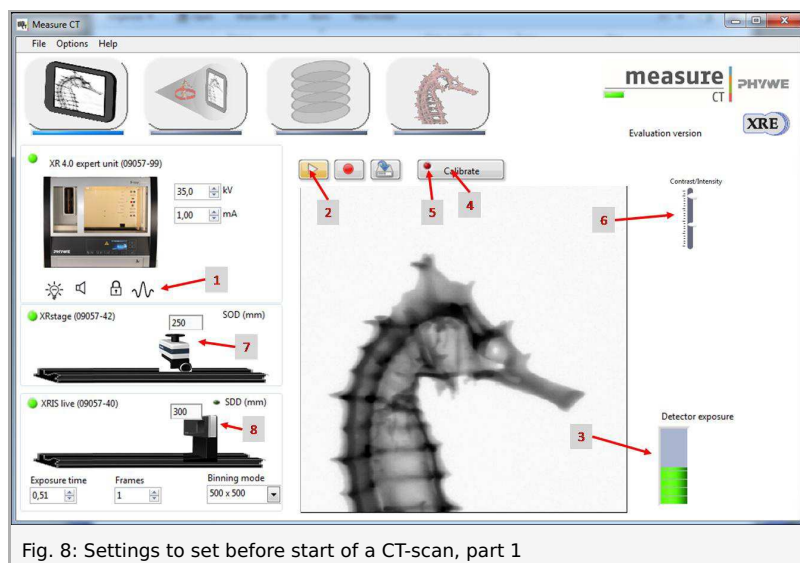 Measure CT
File Options Help
measure
CT
PHYWE
Evaluation version
XRE
XR 4.0 expert unit (09057-99)
35,0 kV
1,00 mA
PHYWE
1
XRstage (09057-42)
SOD (mm)
250
7
XRIS live (09057-40)
SDD (mm)
300
8
Exposure time
Frames
Binning mode
0,51
1
500 x 500
Calibrate
2
5
4
Contrast/Intensity
6
Detector exposure
3
Fig. 8: Settings to set before start of a CT-scan, part 1